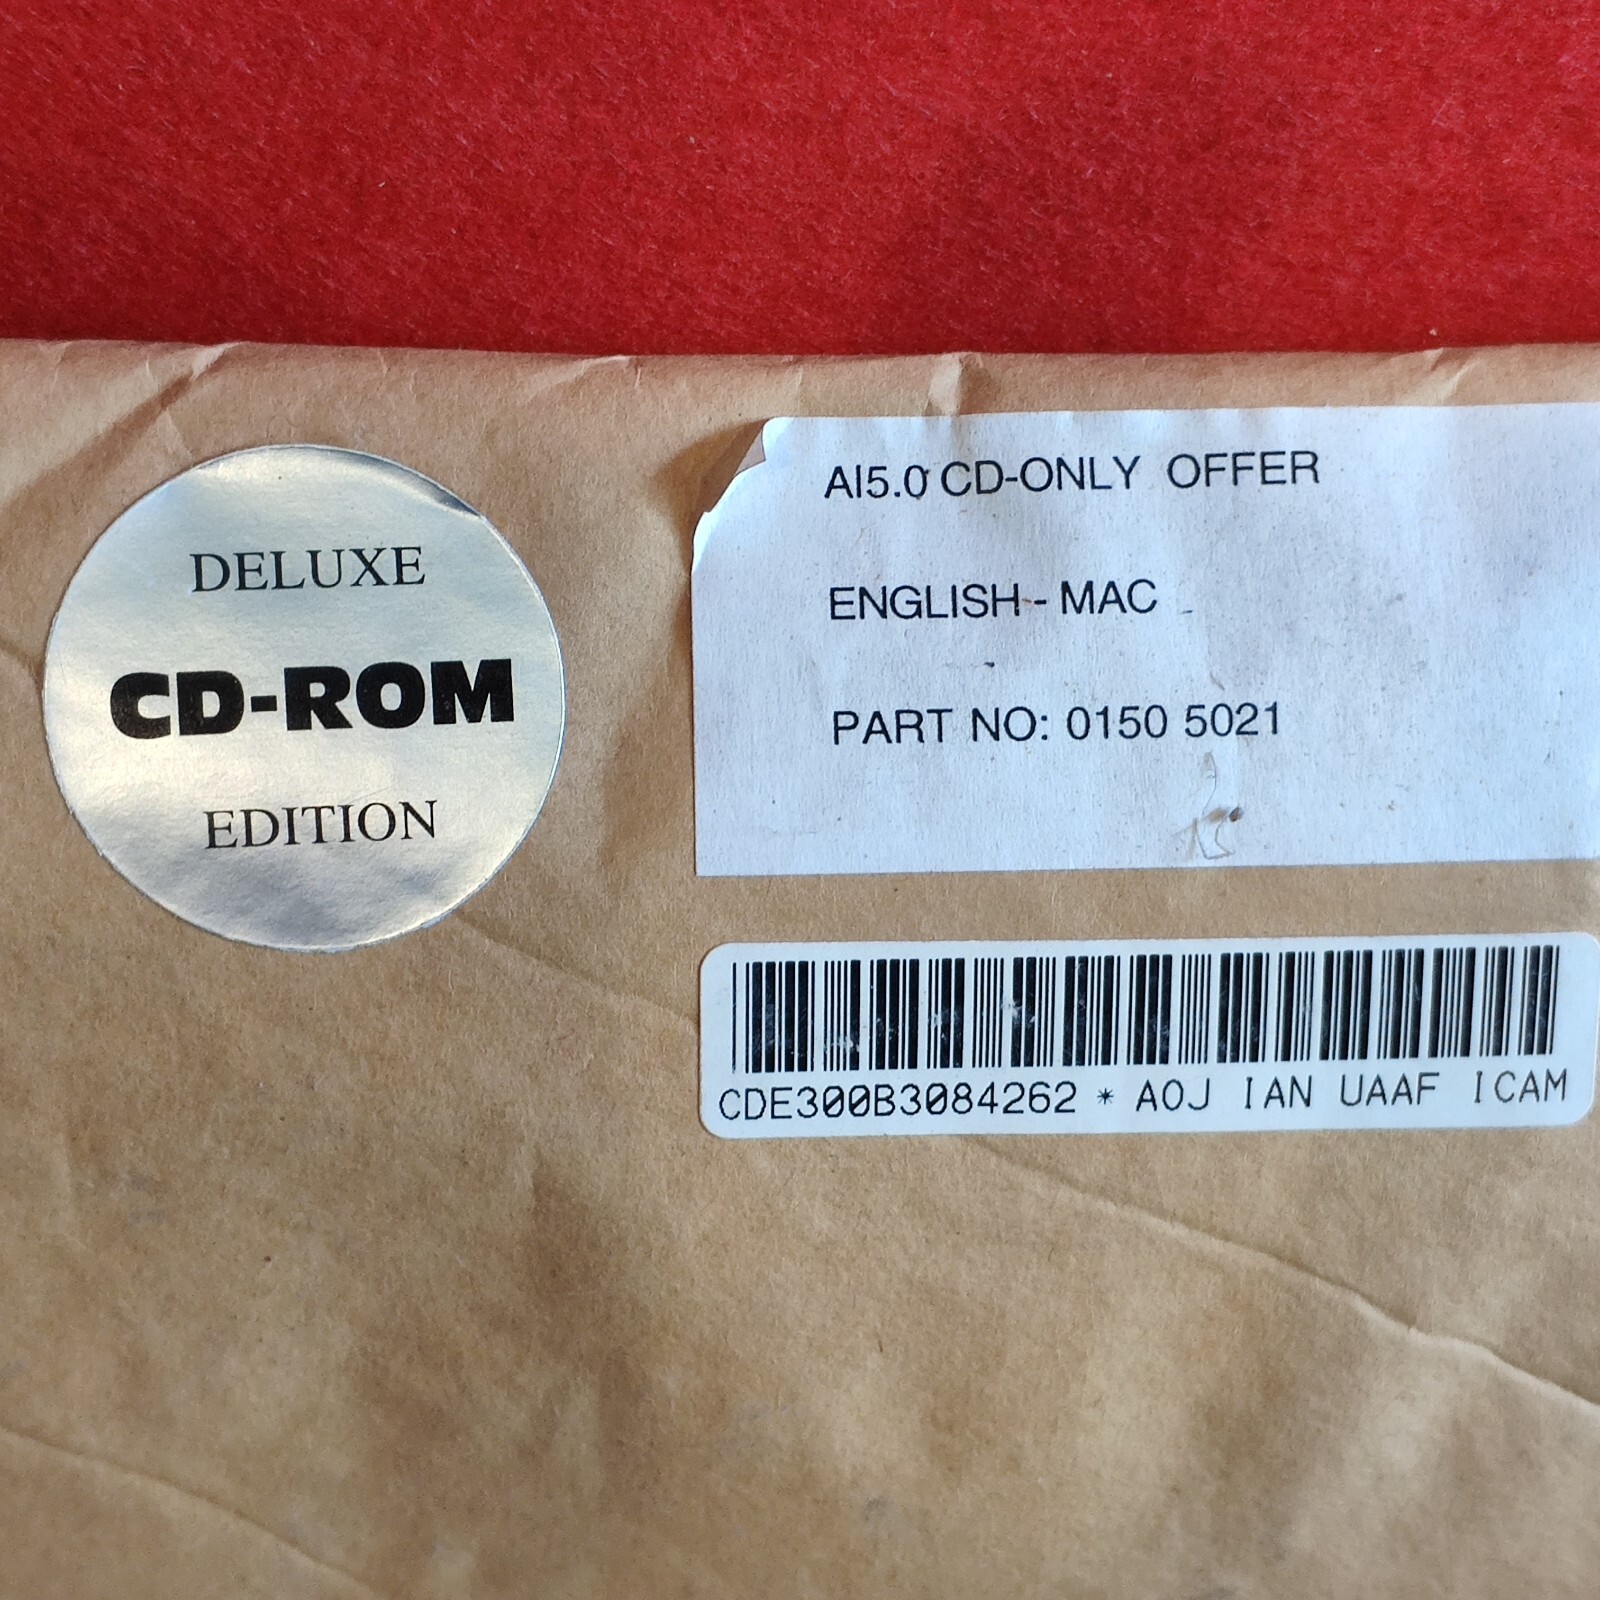 DELUXE
CD-ROM
EDITION
AI5.0 CD-ONLY OFFER
ENGLISH - MAC
PART NO: 0150 5021
CDE300B3084262 * AOJ IAN UAAF ICAM